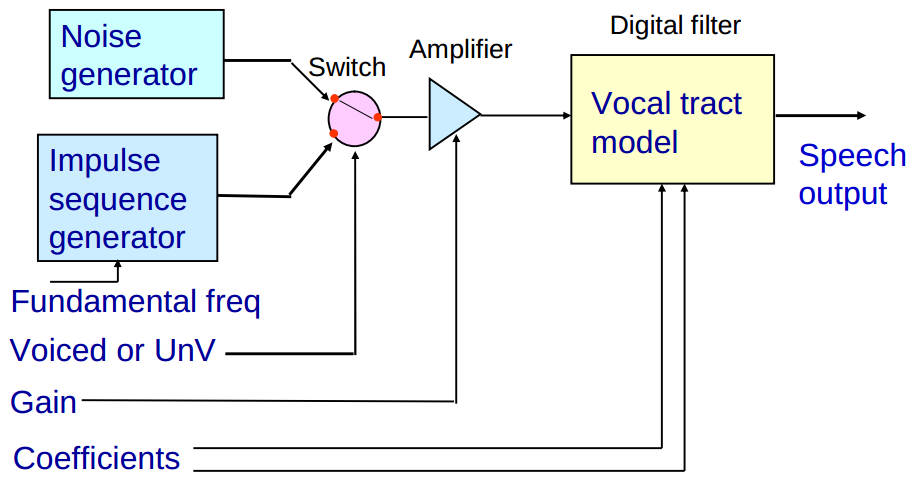 Noise
generator
Switch
Amplifier
Digital filter
Vocal tract
model
Speech
output
Impulse
sequence
generator
Fundamental freq
Voiced or UnV
Gain
Coefficients